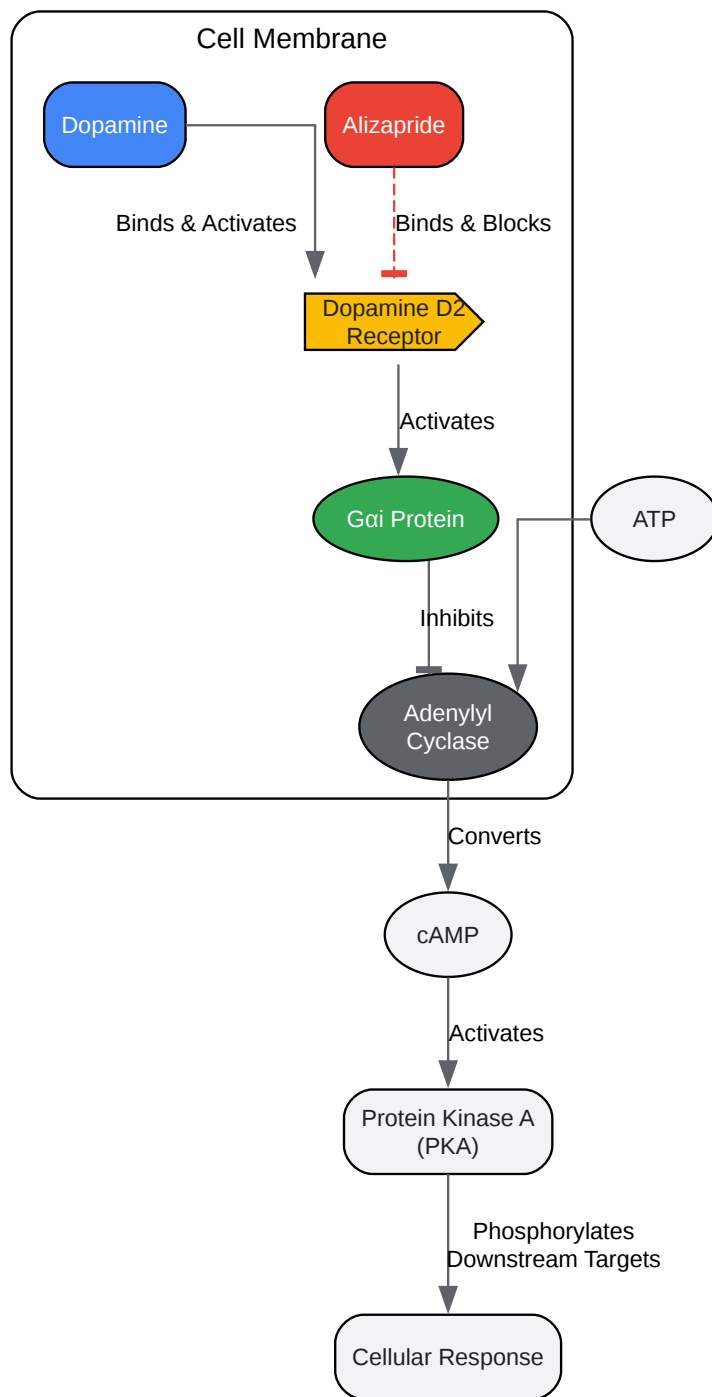 Cell Membrane
Dopamine
Alizapride
Binds & Activates
Binds & Blocks
Dopamine D2
Receptor
Activates
Gαi Protein
ATP
Inhibits
Adenylyl
Cyclase
Converts
cAMP
Activates
Protein Kinase A
(PKA)
Phosphorylates
Downstream Targets
Cellular Response